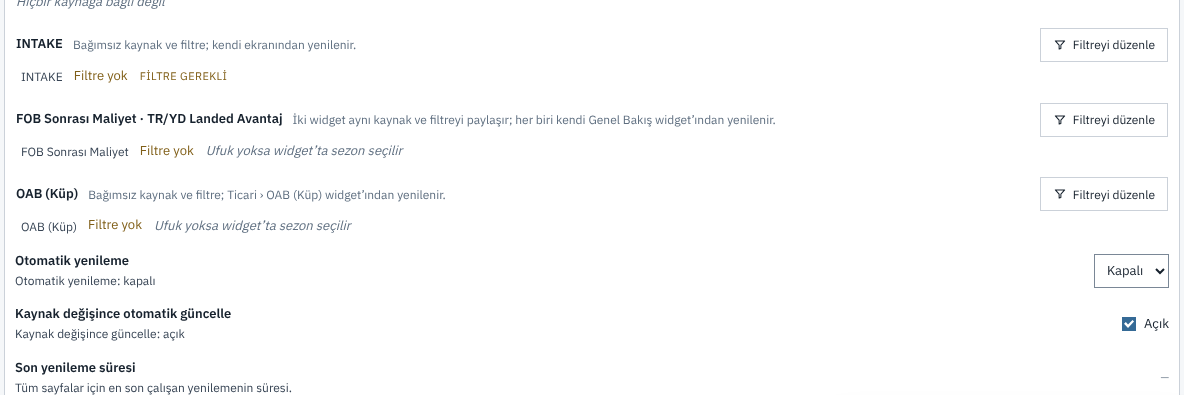 Hiçbir kaynağa bağlı değil
INTAKE Bağımsız kaynak ve filtre; kendi ekranından yenilenir. Filtreyi düzenle
INTAKE Filtre yok FİLTRE GEREKLİ
FOB Sonrası Maliyet · TR/YD Landed Avantaj İki widget aynı kaynak ve filtreyi paylaşır; her biri kendi Genel Bakış widget’ından yenilenir. Filtreyi düzenle
FOB Sonrası Maliyet Filtre yok Ufuk yoksa widget’ta sezon seçilir
OAB (Küp) Bağımsız kaynak ve filtre; Ticari › OAB (Küp) widget’ından yenilenir. Filtreyi düzenle
OAB (Küp) Filtre yok Ufuk yoksa widget’ta sezon seçilir
Otomatik yenileme
Otomatik yenileme: kapalı
Kapalı
Kaynak değişince otomatik güncelle
Kaynak değişince güncelle: açık
Açık
Son yenileme süresi
Tüm sayfalar için en son çalışan yenilemenin süresi.
–